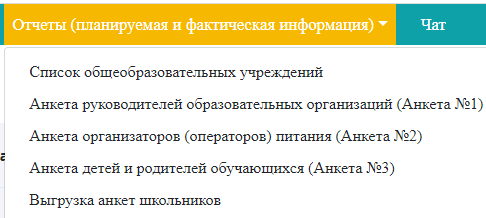 Отчеты (планируемая и фактическая информация) Чат
Список общеобразовательных учреждений
Анкета руководителей образовательных организаций (Анкета №1)
Анкета организаторов (операторов) питания (Анкета №2)
Анкета детей и родителей обучающихся (Анкета №3)
Выгрузка анкет школьников